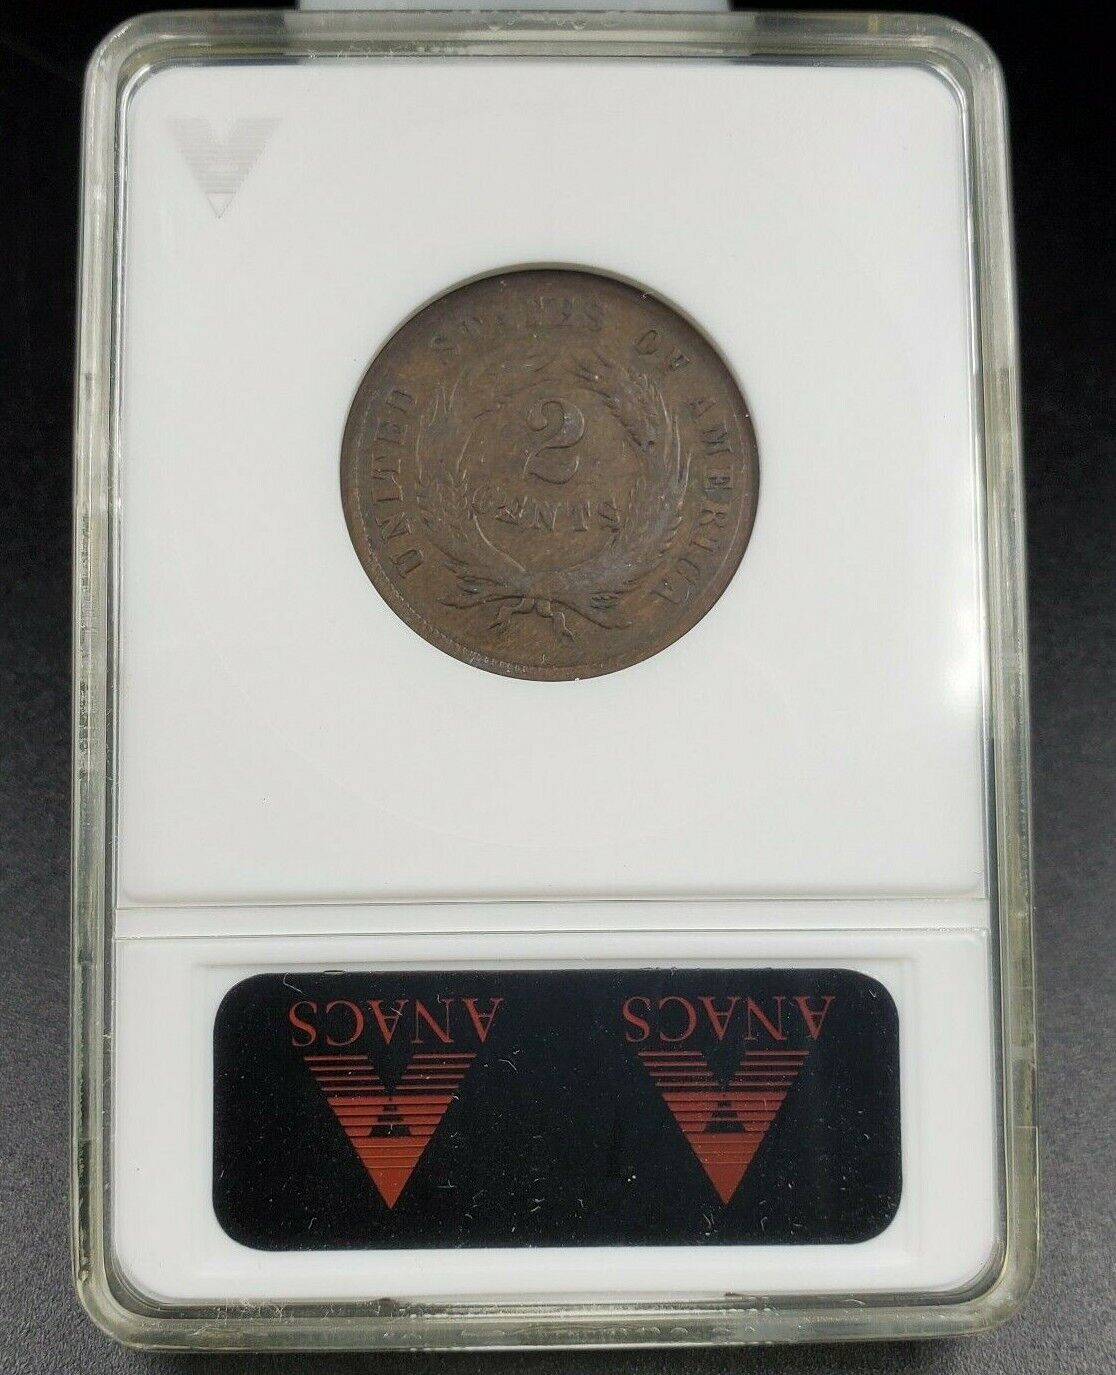 UNITED STATES OF AMERICA
2
CENTS
ANACS ANACS